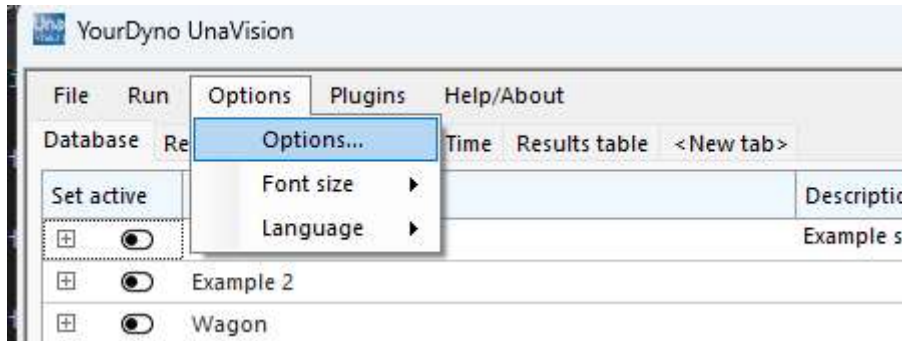 YourDyno UnaVision
File Run Options Plugins Help/About
Database Re Time Results table <New tab>
Options...
Set active Descriptio
Font size
Example s
Language
Example 2
Wagon